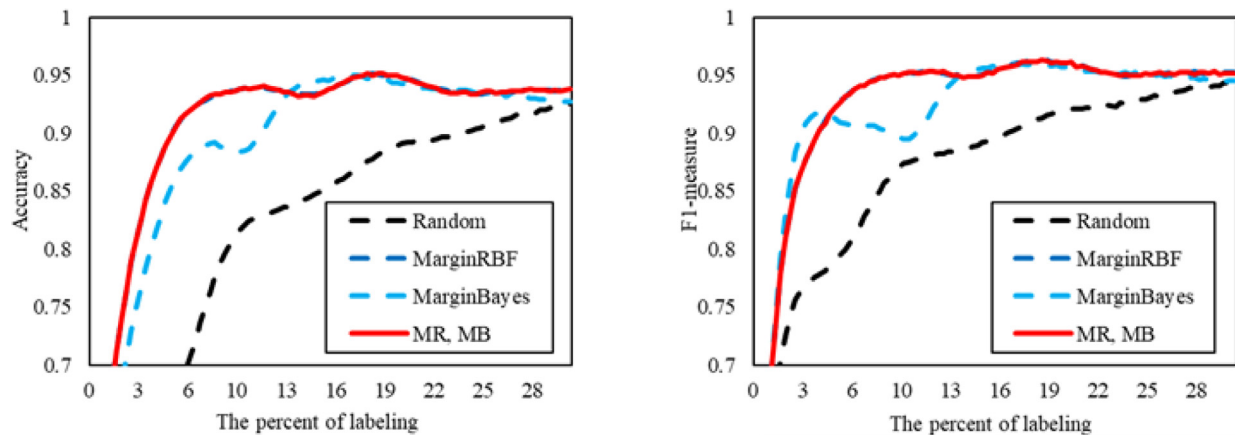 1
0.95
0.9
0.85
0.8
0.75
0.7
Accuracy
Random
MarginRBF
MarginBayes
MR, MB
0 3 6 10 13 16 19 22 25 28
The percent of labeling
1
0.95
0.9
0.85
0.8
0.75
0.7
F1-measure
Random
MarginRBF
MarginBayes
MR, MB
0 3 6 10 13 16 19 22 25 28
The percent of labeling